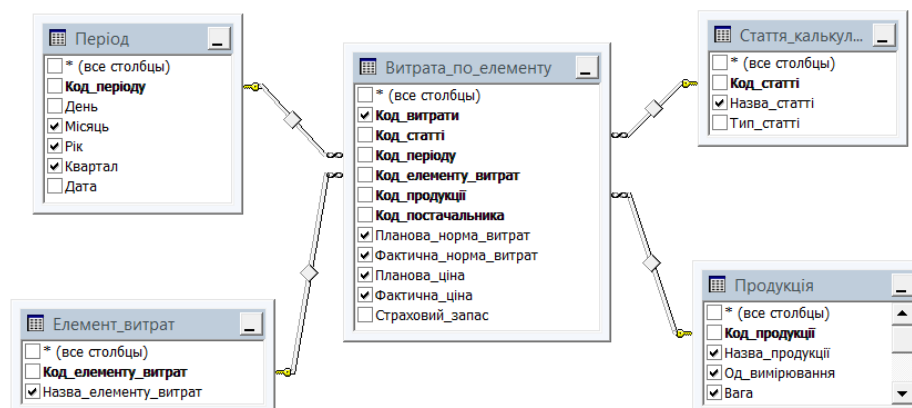 Період
* (все столбцы)
Код_періоду
День
Місяць
Рік
Квартал
Дата
Витрата_по_елементу
* (все столбцы)
Код_витрати
Код_статті
Код_періоду
Код_елементу_витрат
Код_продукції
Код_постачальника
Планова_норма_витрат
Фактична_норма_витрат
Планова_ціна
Фактична_ціна
Страховий_запас
Стаття_калькул...
* (все столбцы)
Код_статті
Назва_статті
Тип_статті
Елемент_витрат
* (все столбцы)
Код_елементу_витрат
Назва_елементу_витрат
Продукція
* (все столбцы)
Код_продукції
Назва_продукції
Од_вимірювання
Вага